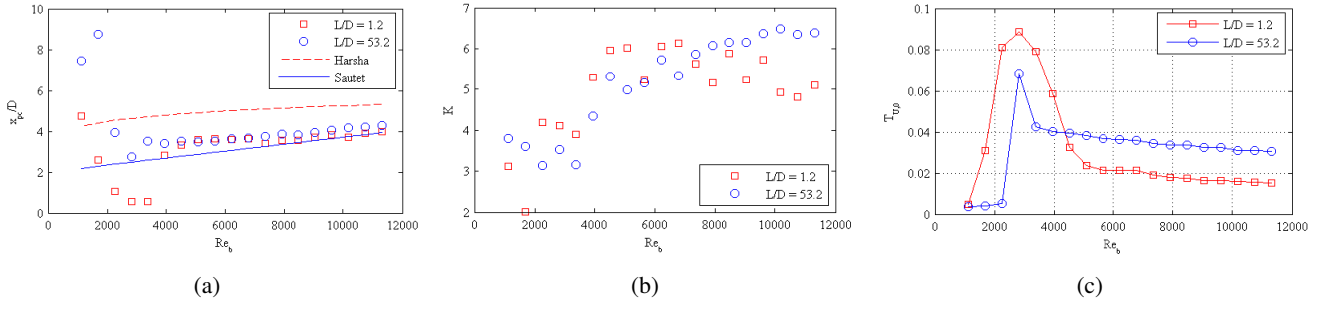 10
8
6
4
2
0
x_pc/D
L/D = 1.2
L/D = 53.2
Harsha
Sautet
0 2000 4000 6000 8000 10000 12000
Re_b
(a)
7
6
5
4
3
2
K
L/D = 1.2
L/D = 53.2
0 2000 4000 6000 8000 10000 12000
Re_b
(b)
0.1
0.08
0.06
0.04
0.02
0
T_U,0
L/D = 1.2
L/D = 53.2
0 2000 4000 6000 8000 10000 12000
Re_b
(c)